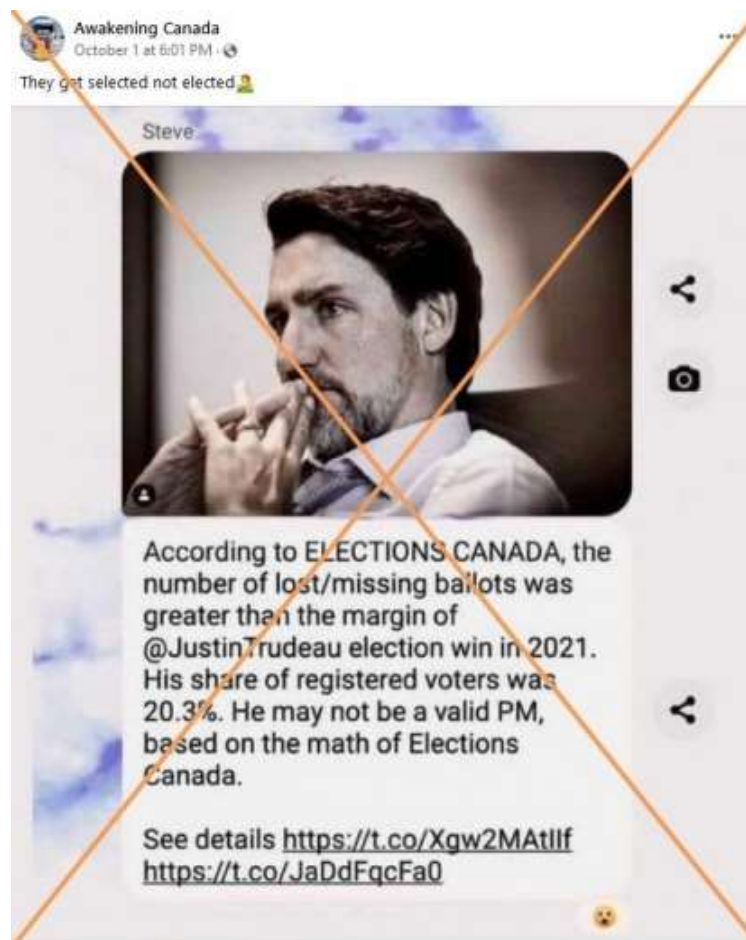 Awakening Canada
October 1 at 6:01 PM ·
They get selected not elected
Steve
According to ELECTIONS CANADA, the
number of lost/missing ballots was
greater than the margin of
@JustinTrudeau election win in 2021.
His share of registered voters was
20.3%. He may not be a valid PM,
based on the math of Elections
Canada.
See details https://t.co/Xgw2MAtIlf
https://t.co/JaDdFqcFa0